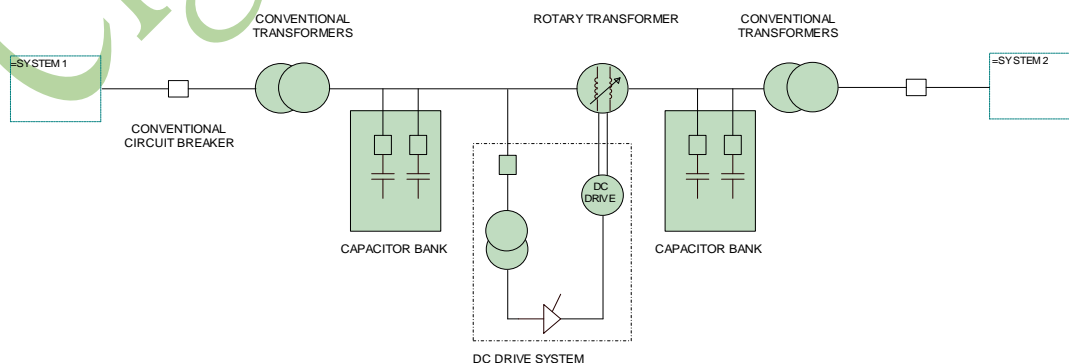 CONVENTIONAL
TRANSFORMERS
ROTARY TRANSFORMER
CONVENTIONAL
TRANSFORMERS
=SYSTEM 1
=SYSTEM 2
CONVENTIONAL
CIRCUIT BREAKER
DC
DRIVE
CAPACITOR BANK
CAPACITOR BANK
DC DRIVE SYSTEM